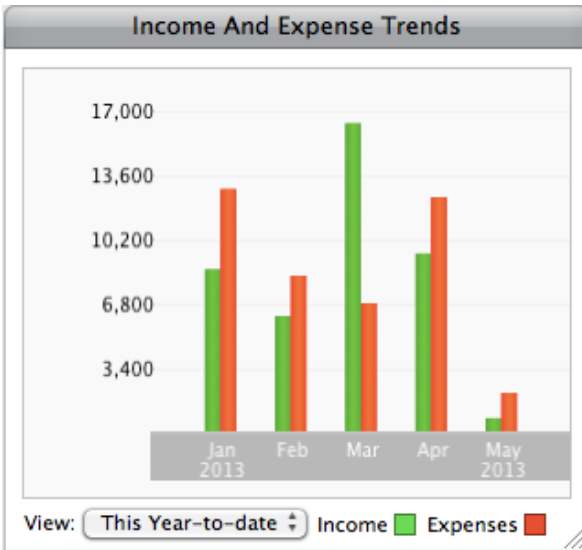 Income And Expense Trends
17,000
13,600
10,200
6,800
3,400
Jan Feb Mar Apr May
2013 2013
View: This Year-to-date Income Expenses